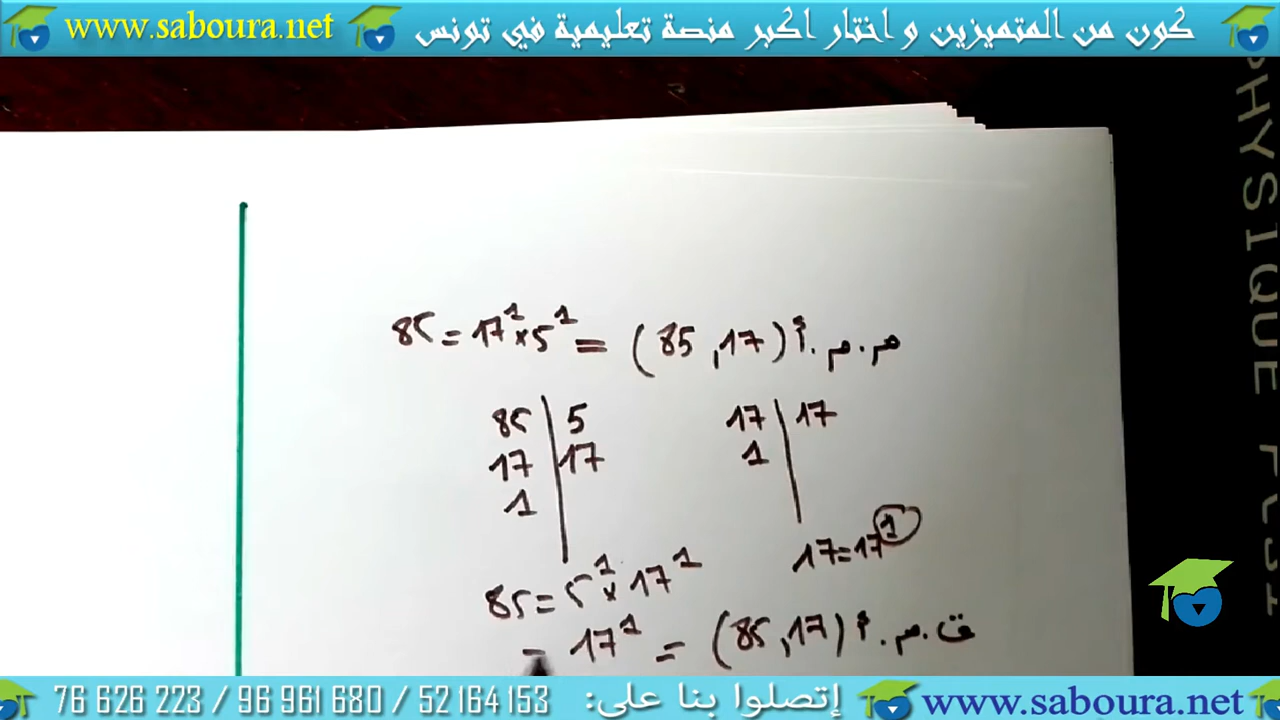 www.saboura.net كون من المتميزين و اختار اكبر منصة تعليمية في تونس
PHYSIQUE
85 = 17¹ × 5¹ = (85 , 17) م . م . أ
85 | 5
17 | 17
1 |
17 | 17
1 |
17 = 17¹
85 = 5¹ × 17¹
= 17¹ = (85 , 17) ق . م . أ
76 626 223 / 96 961 680 / 52 164 153 إتصلوا بنا على: www.saboura.net